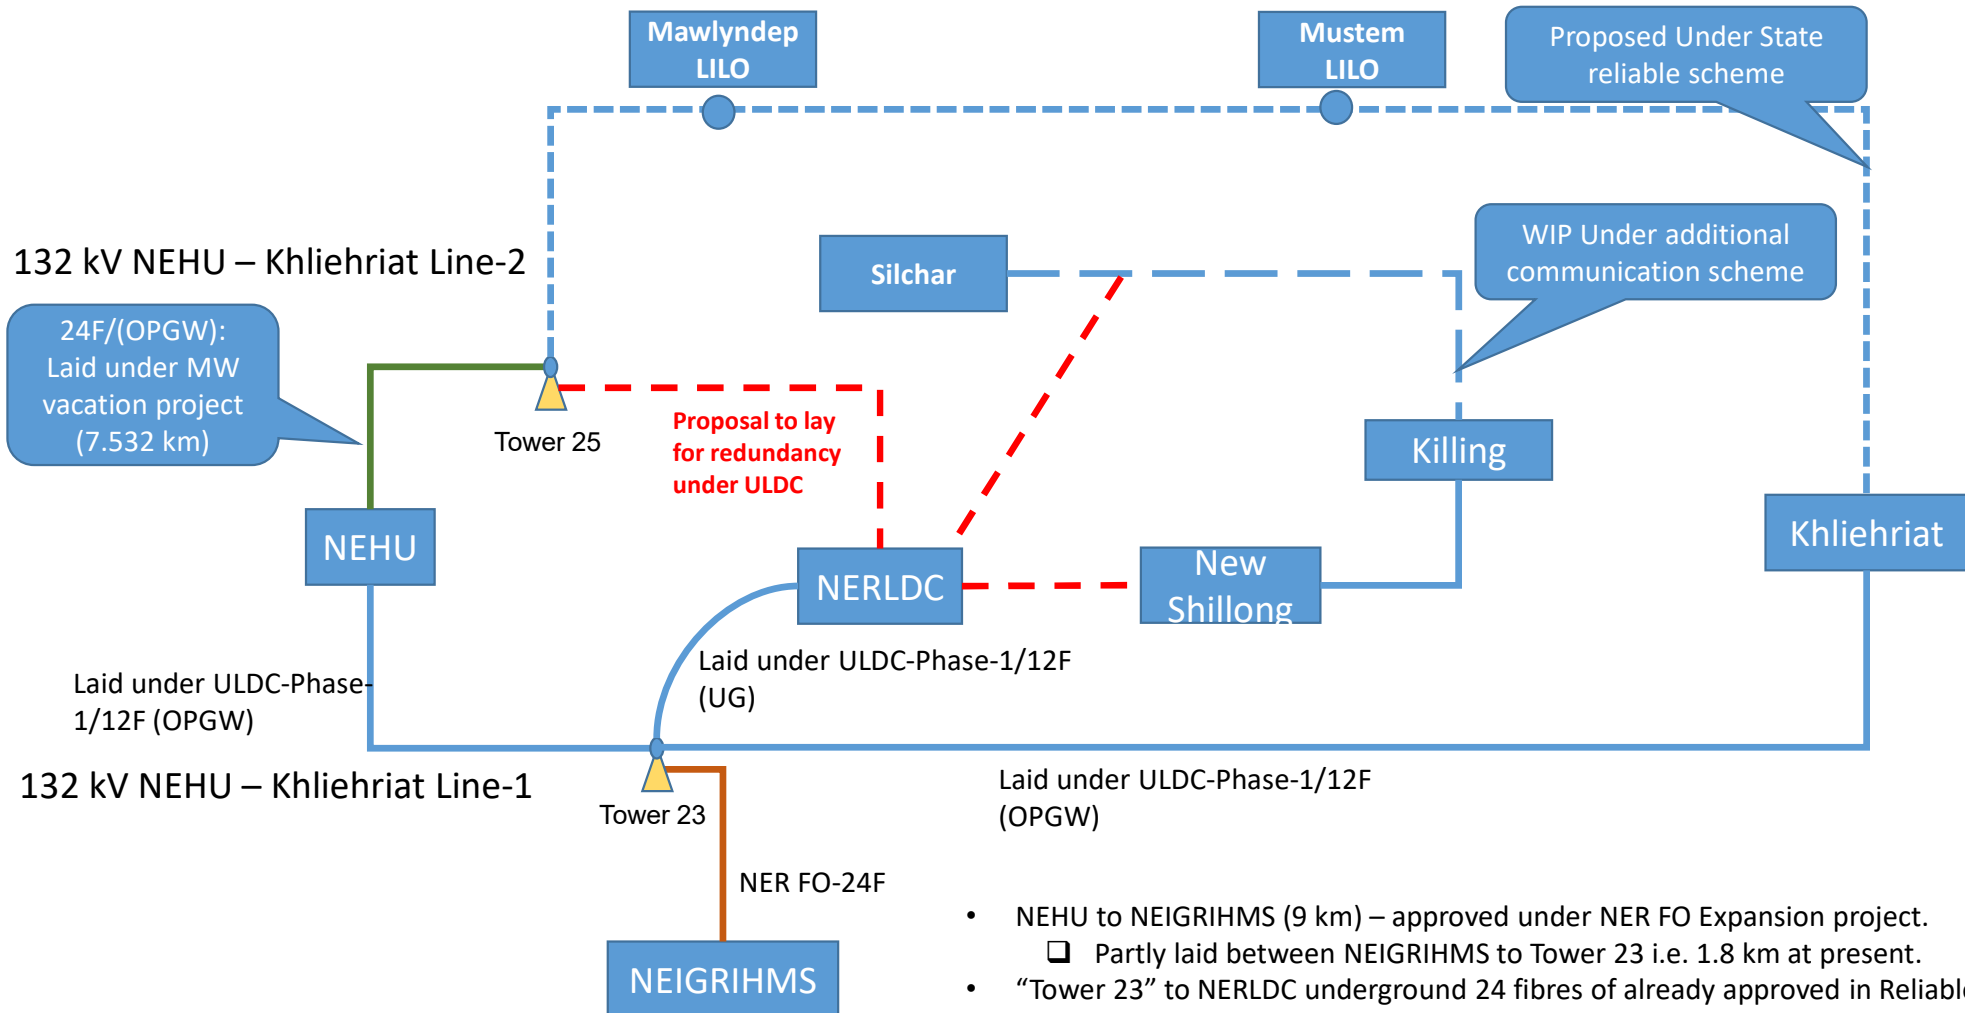 Mawlyndep
LILO
Mustem
LILO
Proposed Under State
reliable scheme
132 kV NEHU – Khliehriat Line-2
Silchar
WIP Under additional
communication scheme
24F/(OPGW):
Laid under MW
vacation project
(7.532 km)
Tower 25
Proposal to lay
for redundancy
under ULDC
Killing
NEHU
NERLDC
New
Shillong
Khliehriat
Laid under ULDC-Phase-
1/12F (OPGW)
Laid under ULDC-Phase-1/12F
(UG)
132 kV NEHU – Khliehriat Line-1
Tower 23
Laid under ULDC-Phase-1/12F
(OPGW)
NER FO-24F
NEIGRIHMS
• NEHU to NEIGRIHMS (9 km) – approved under NER FO Expansion project.
❑ Partly laid between NEIGRIHMS to Tower 23 i.e. 1.8 km at present.
• “Tower 23” to NERLDC underground 24 fibres of already approved in Reliable